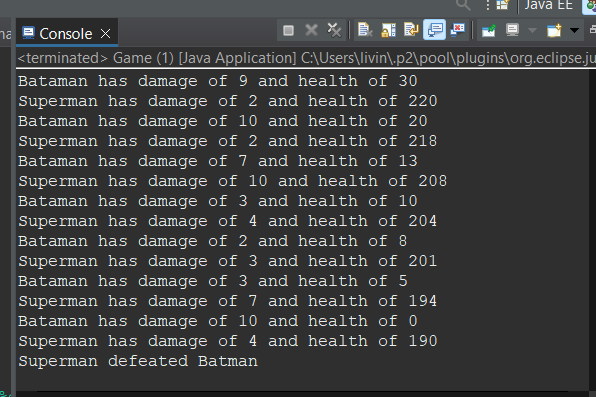 Java EE
Console
<terminated> Game (1) [Java Application] C:\Users\livin\.p2\pool\plugins\org.eclipse.ju
Bataman has damage of 9 and health of 30
Superman has damage of 2 and health of 220
Bataman has damage of 10 and health of 20
Superman has damage of 2 and health of 218
Bataman has damage of 7 and health of 13
Superman has damage of 10 and health of 208
Bataman has damage of 3 and health of 10
Superman has damage of 4 and health of 204
Bataman has damage of 2 and health of 8
Superman has damage of 3 and health of 201
Bataman has damage of 3 and health of 5
Superman has damage of 7 and health of 194
Bataman has damage of 10 and health of 0
Superman has damage of 4 and health of 190
Superman defeated Batman